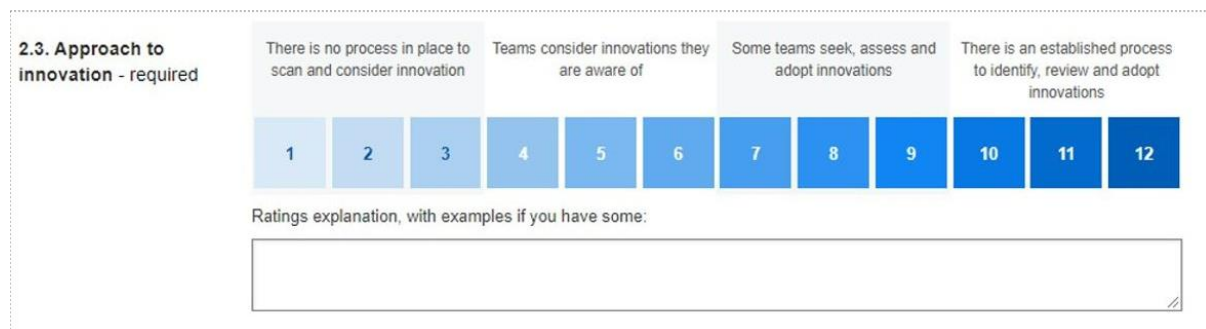 2.3. Approach to
innovation - required
There is no process in place to
scan and consider innovation
Teams consider innovations they
are aware of
Some teams seek, assess and
adopt innovations
There is an established process
to identify, review and adopt
innovations
1 2 3 4 5 6 7 8 9 10 11 12
Ratings explanation, with examples if you have some: